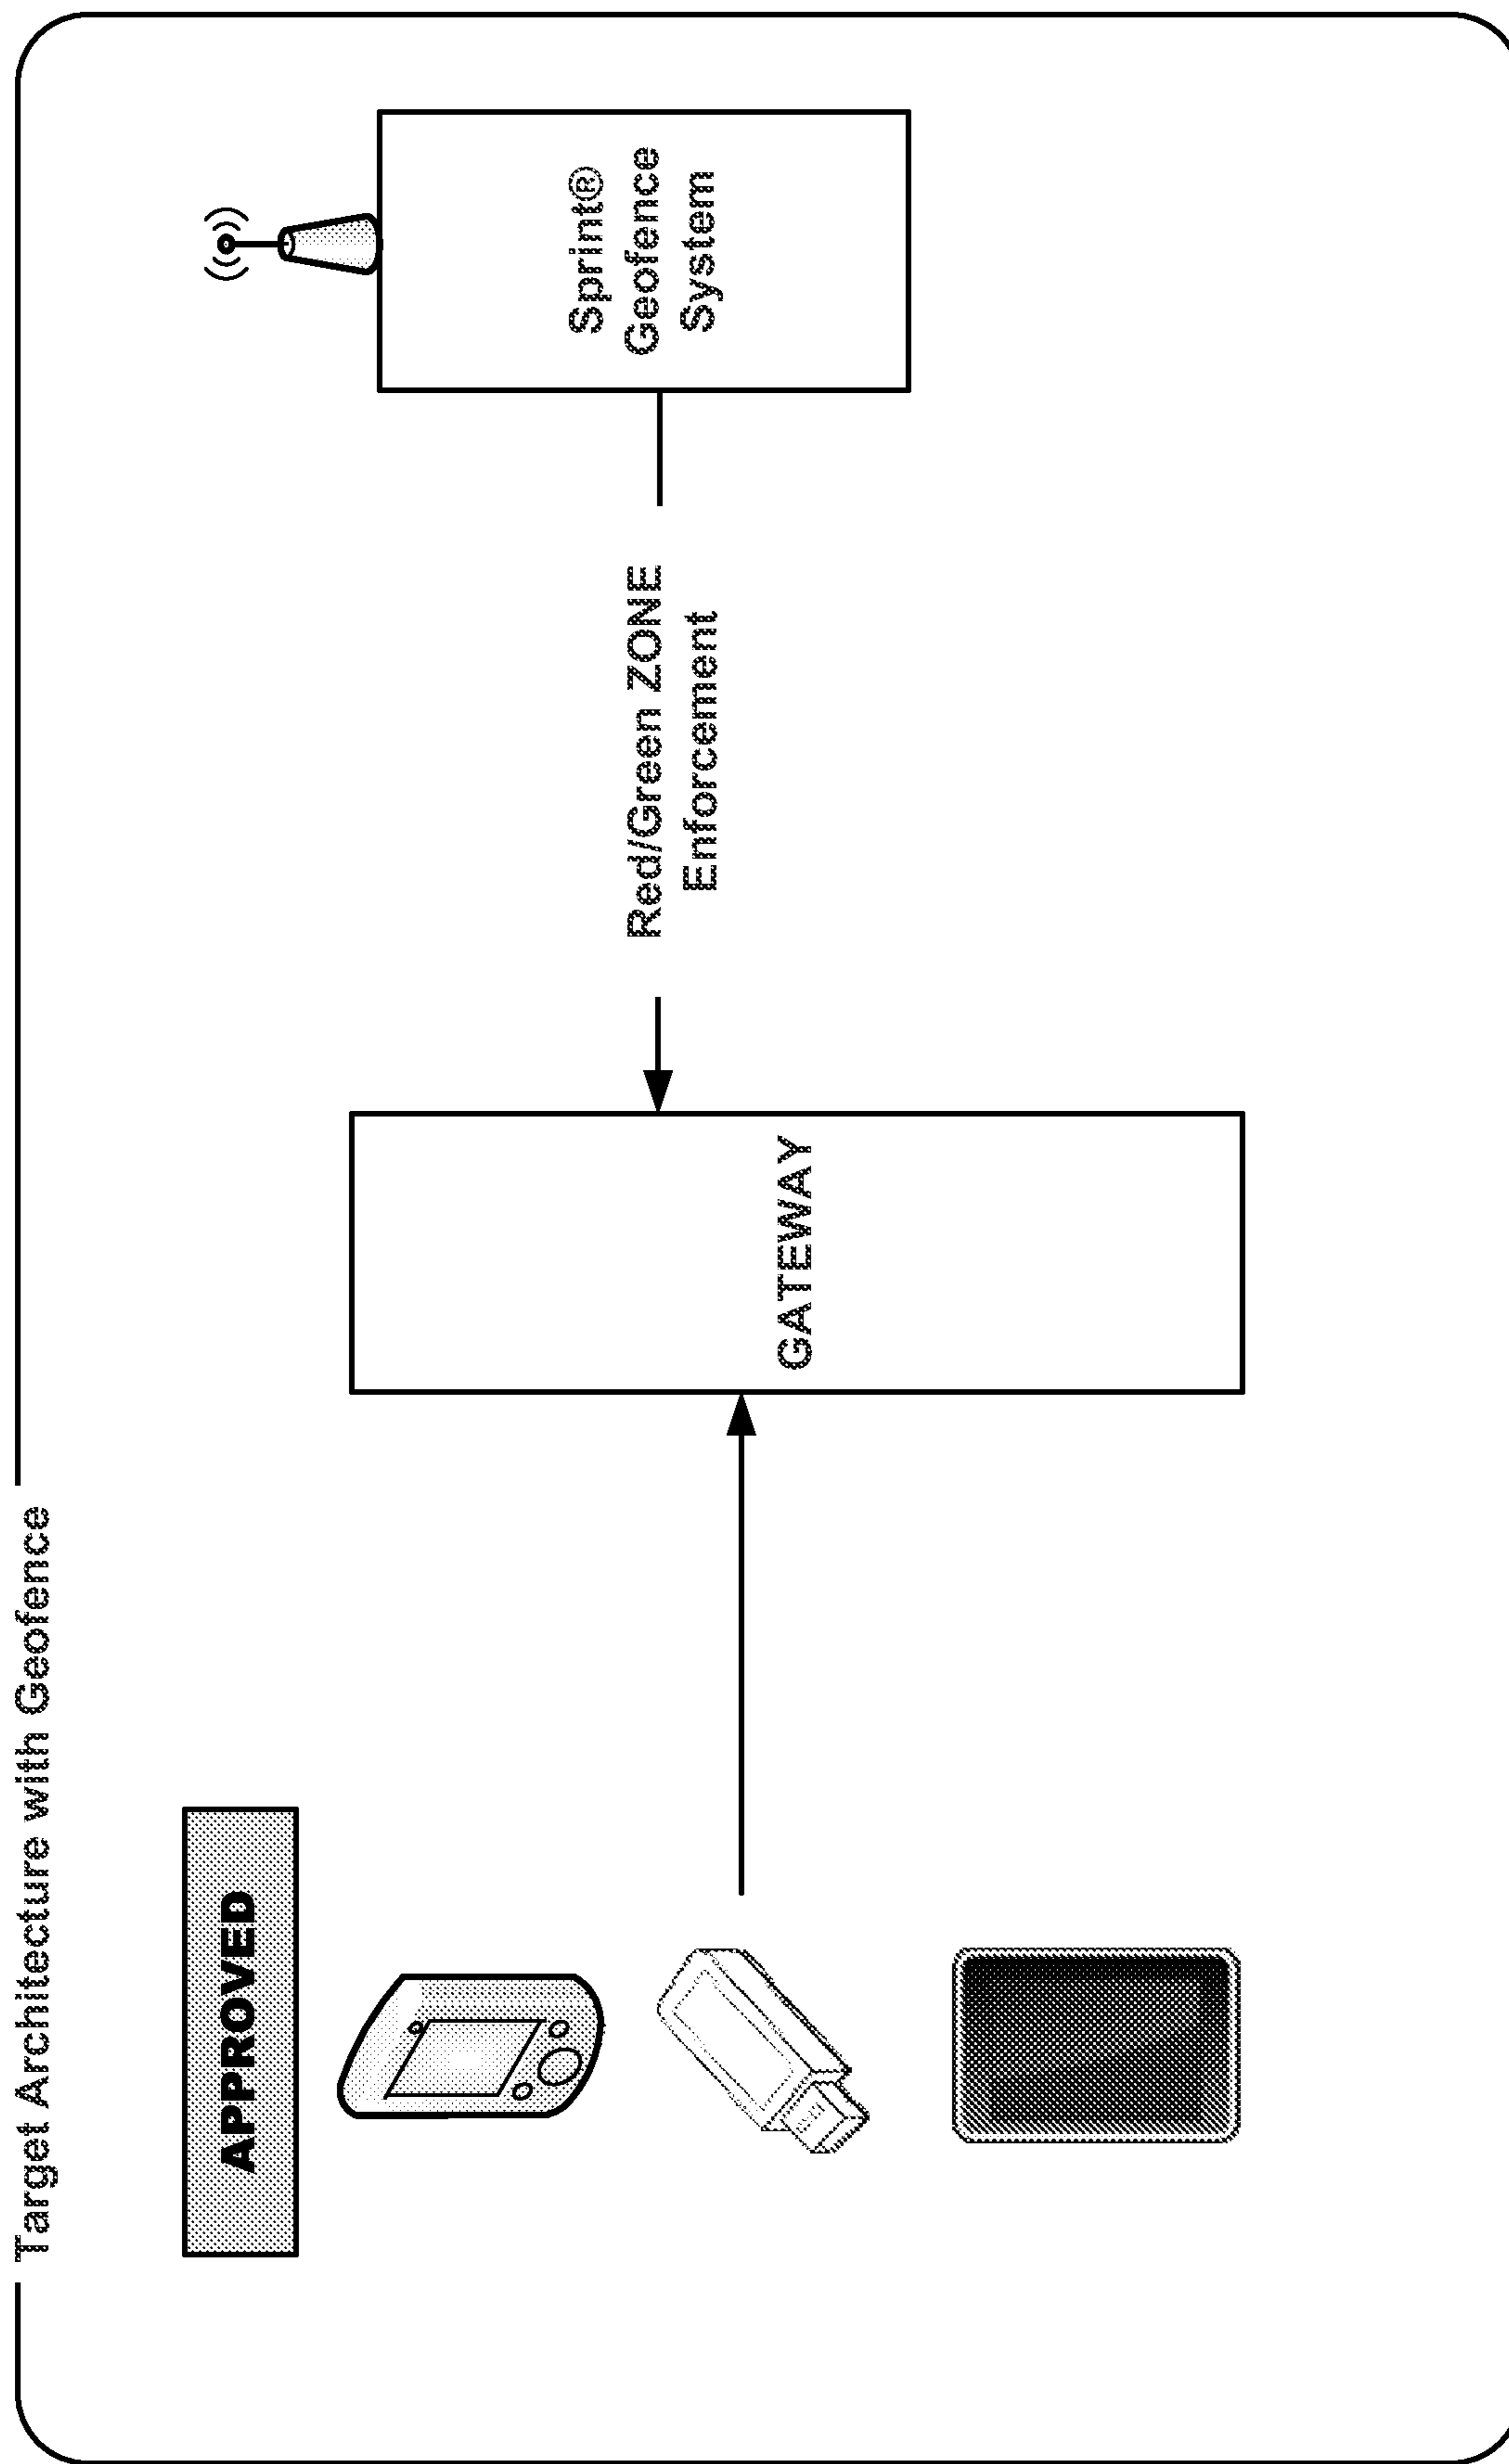 Target Architecture with Geofence
APPROVED
GATEWAY
Red/Green ZONE
Enforcement
Sprint®
Geofence
System